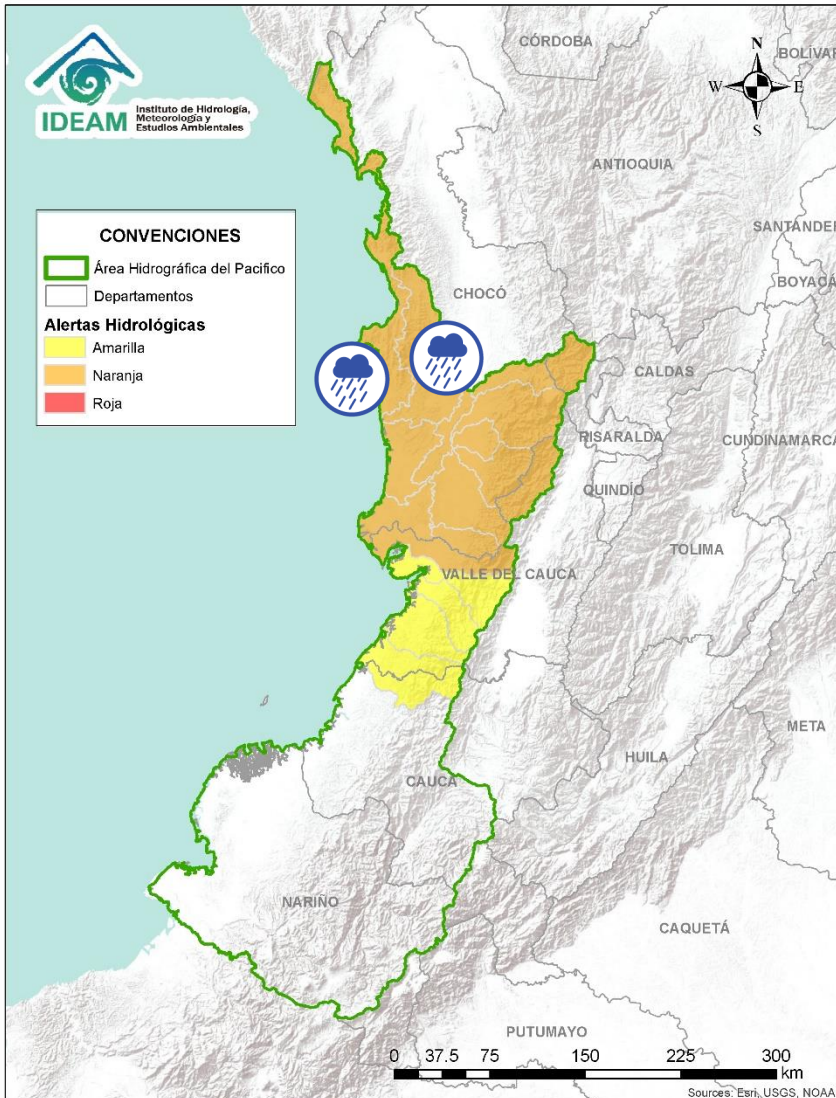 IDEAM
Instituto de Hidrología,
Meteorología y
Estudios Ambientales
CÓRDOBA
BOLÍVAR
N
W
E
S
ANTIOQUIA
SANTANDER
CONVENCIONES
Área Hidrográfica del Pacifico
Departamentos
Alertas Hidrológicas
Amarilla
Naranja
Roja
CHOCÓ
BOYACÁ
CALDAS
RISARALDA
CUNDINAMARCA
QUINDÍO
TOLIMA
VALLE DEL CAUCA
META
HUILA
CAUCA
NARIÑO
CAQUETÁ
PUTUMAYO
0 37.5 75 150 225 300
km
Sources: Esri, USGS, NOAA